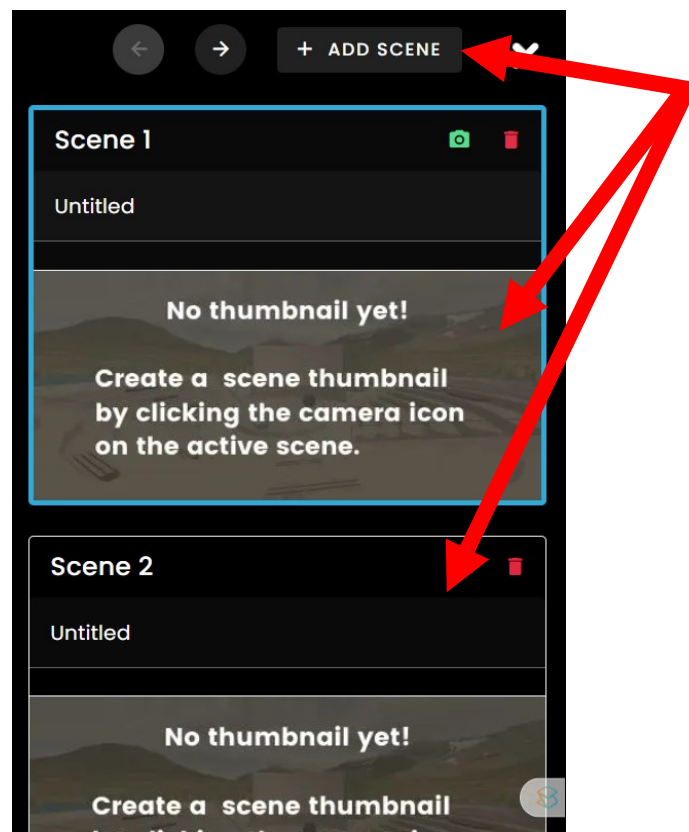 + ADD SCENE
Scene 1
Untitled
No thumbnail yet!
Create a scene thumbnail
by clicking the camera icon
on the active scene.
Scene 2
Untitled
No thumbnail yet!
Create a scene thumbnail